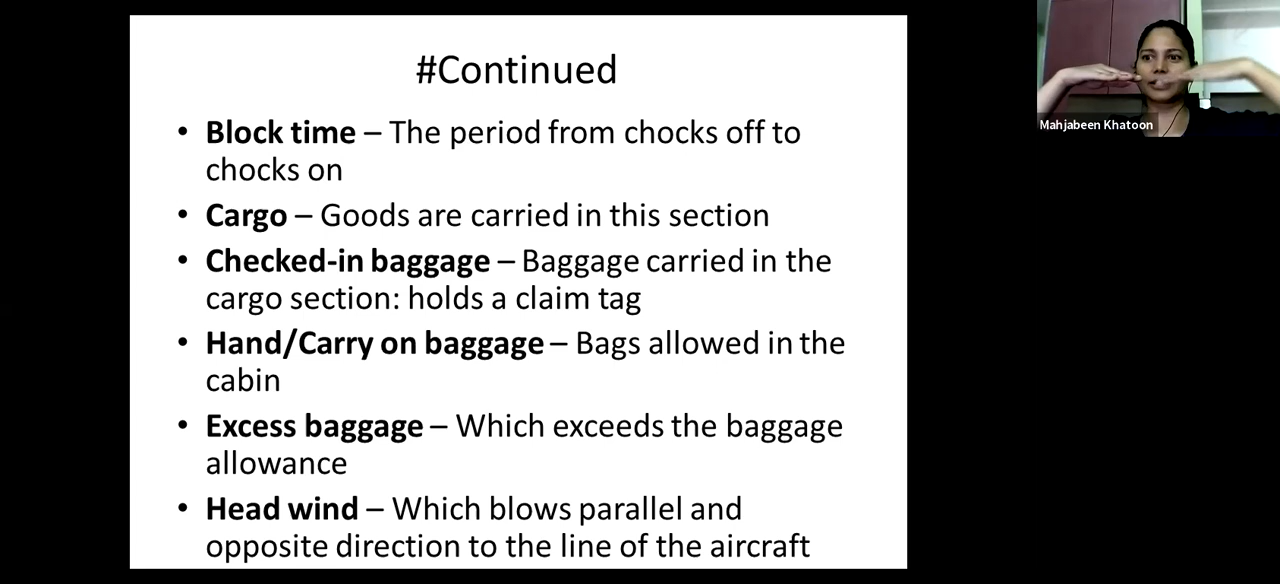 #Continued
• Block time – The period from chocks off to
chocks on
• Cargo – Goods are carried in this section
• Checked-in baggage – Baggage carried in the
cargo section: holds a claim tag
• Hand/Carry on baggage – Bags allowed in the
cabin
• Excess baggage – Which exceeds the baggage
allowance
• Head wind – Which blows parallel and
opposite direction to the line of the aircraft
Mahjabeen Khatoon